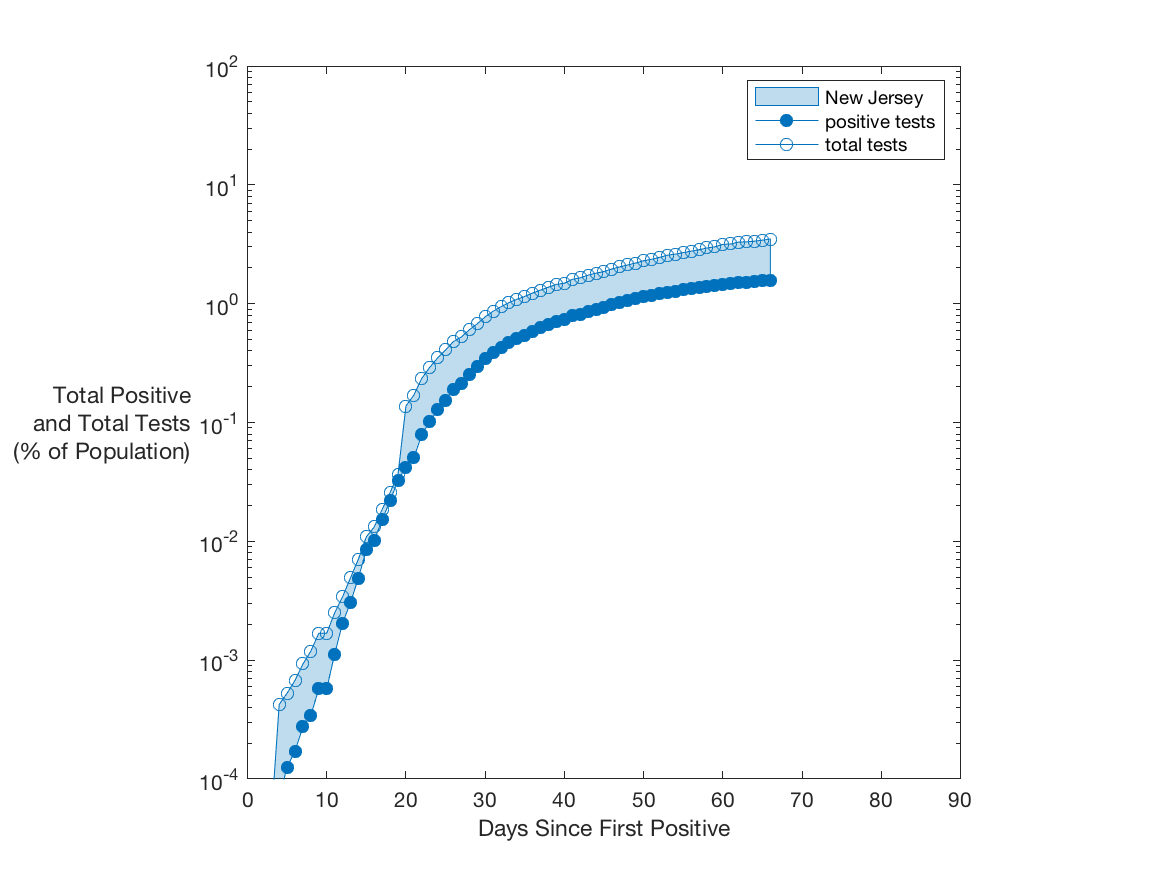 New Jersey
positive tests
total tests
10^2
10^1
10^0
10^-1
10^-2
10^-3
10^-4
Total Positive
and Total Tests
(% of Population)
0 10 20 30 40 50 60 70 80 90
Days Since First Positive